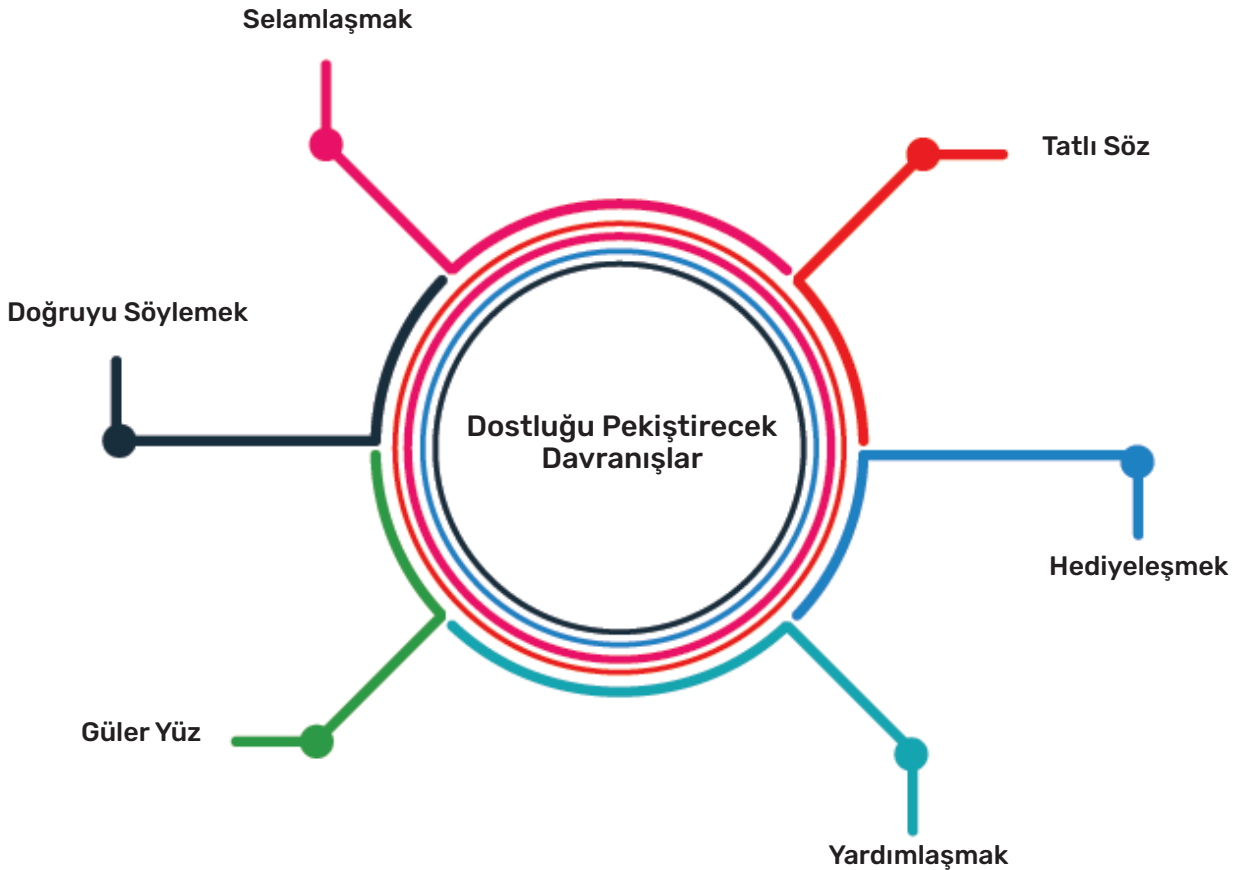 Selamlaşmak
Tatlı Söz
Doğruyu Söylemek
Dostluğu Pekiştirecek
Davranışlar
Hediyeleşmek
Güler Yüz
Yardımlaşmak